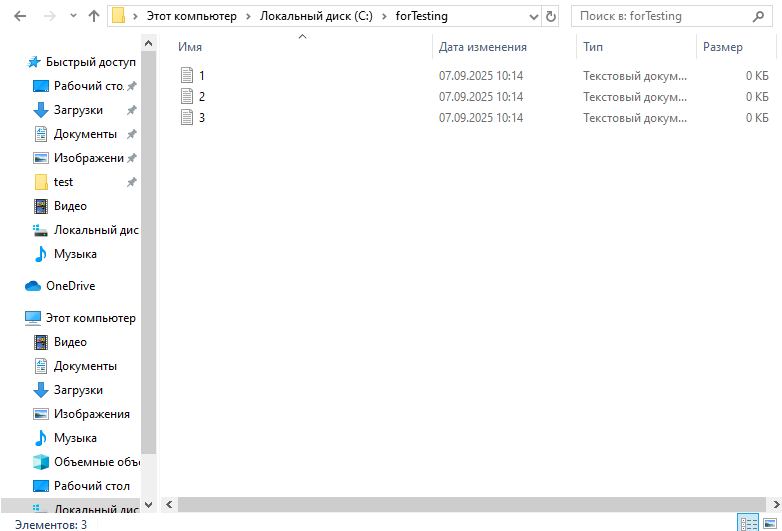 Этот компьютер > Локальный диск (C:) > forTesting
Поиск в: forTesting
Имя Дата изменения Тип Размер
1 07.09.2025 10:14 Текстовый докум... 0 КБ
2 07.09.2025 10:14 Текстовый докум... 0 КБ
3 07.09.2025 10:14 Текстовый докум... 0 КБ
Быстрый доступ
Рабочий стол
Загрузки
Документы
Изображени
test
Видео
Локальный дис
Музыка
OneDrive
Этот компьютер
Видео
Документы
Загрузки
Изображения
Музыка
Объемные объ
Рабочий стол
Локальный дис
Элементов: 3